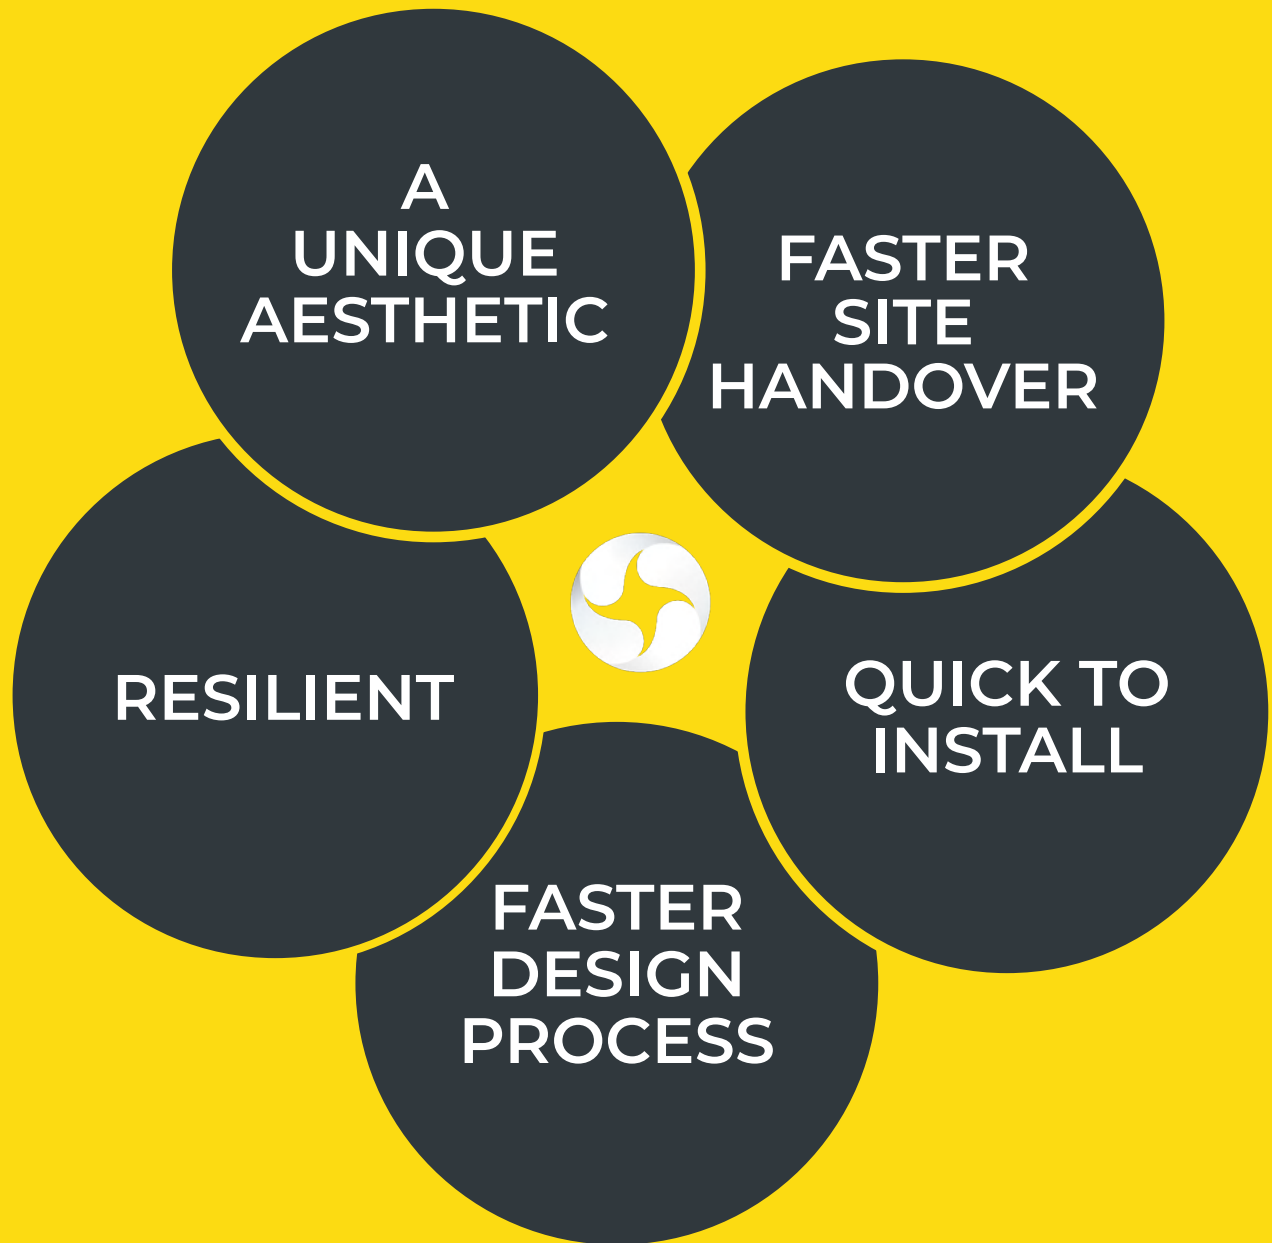 A
UNIQUE
AESTHETIC
FASTER
SITE
HANDOVER
RESILIENT
QUICK TO
INSTALL
FASTER
DESIGN
PROCESS